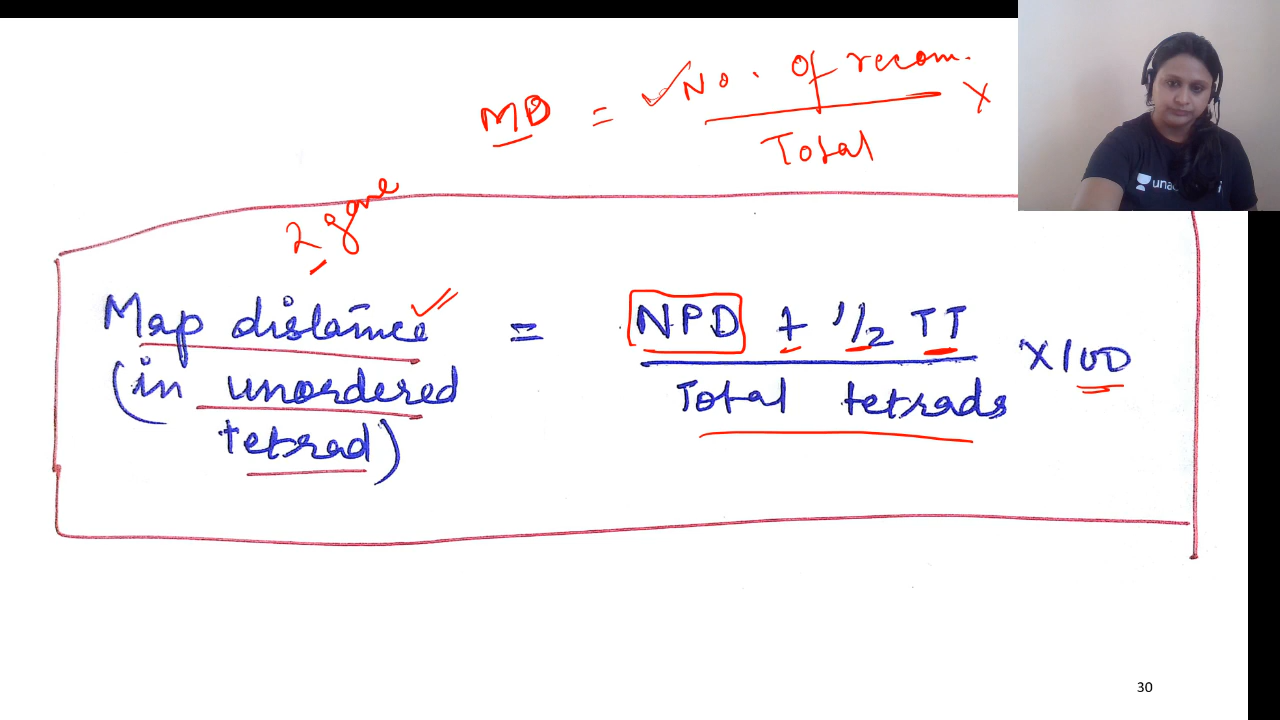 MD = No. of recom. X
Total
2 gene
Map distance = NPD + 1/2 TT X100
(in unordered Total tetrads
tetrad)
30